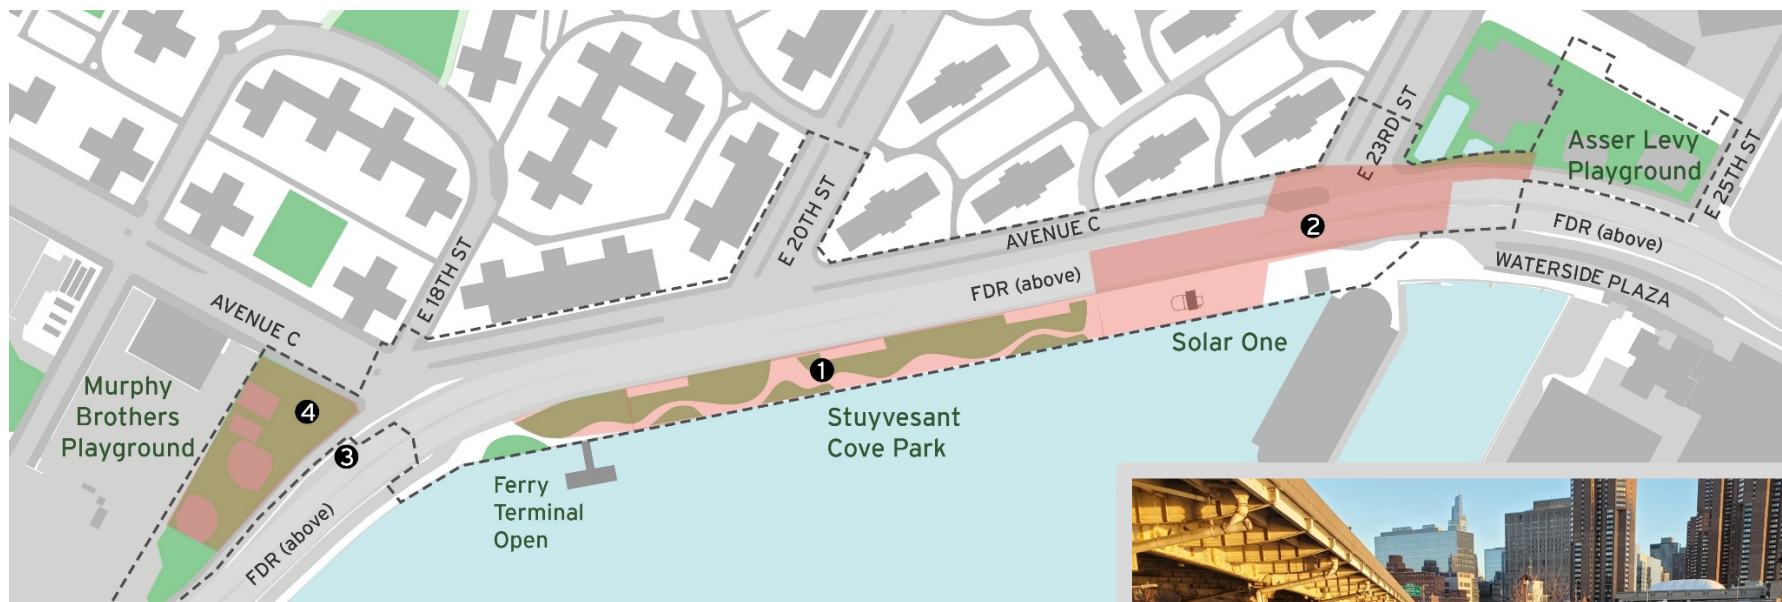 E 23RD ST
Asser Levy
Playground
E 25TH ST
AVENUE C
E 20TH ST
2
FDR (above)
WATERSIDE PLAZA
E 18TH ST
FDR (above)
AVENUE C
Solar One
1
Murphy
Brothers
Playground
4
Stuyvesant
Cove Park
3
Ferry
Terminal
Open
FDR (above)